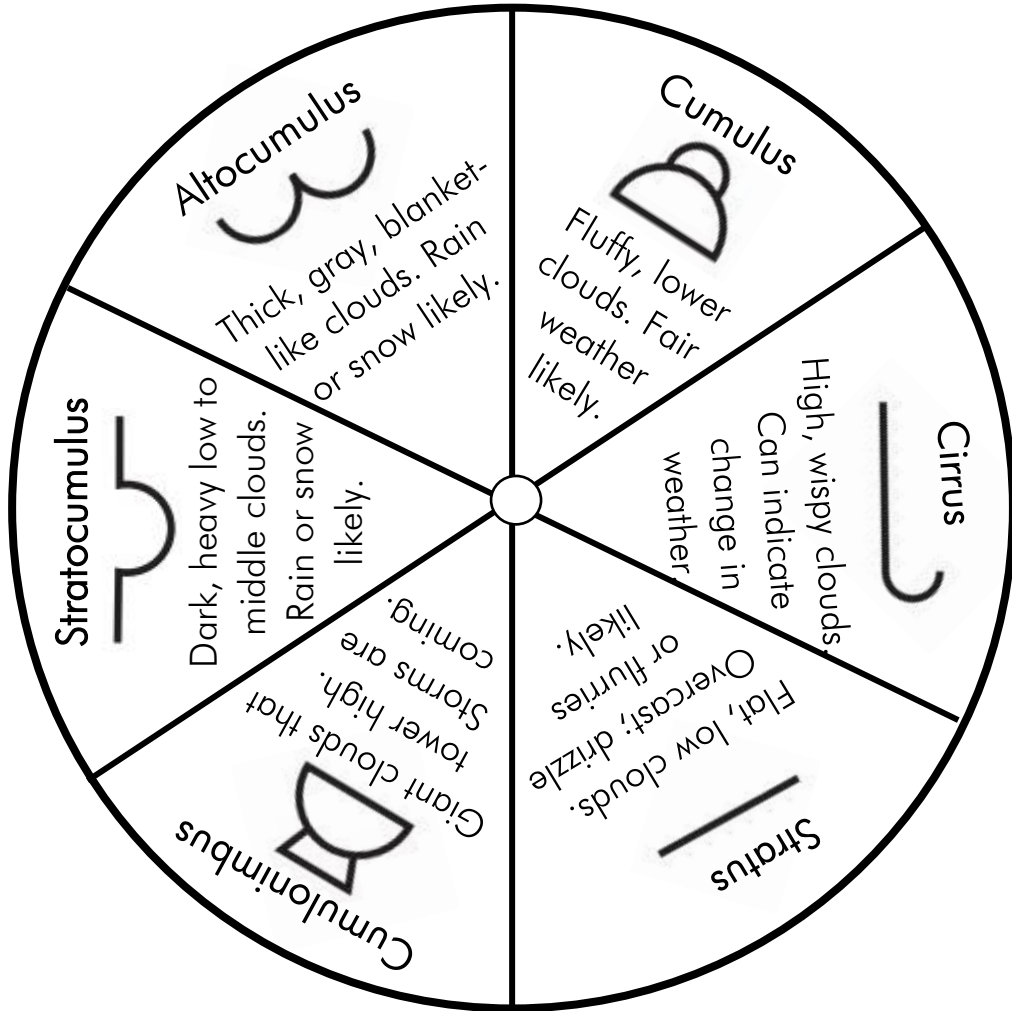 Cumulus
Fluffy, lower
clouds. Fair
weather
likely.
Cirrus
High, wispy clouds.
Can indicate
change in
weather.
Stratus
Flat, low clouds.
Overcast; drizzle
or flurries
likely.
Cumulonimbus
Giant clouds that
tower high.
Storms are
coming.
Stratocumulus
Dark, heavy low to
middle clouds.
Rain or snow
likely.
Altocumulus
Thick, gray, blanket-
like clouds. Rain
or snow likely.